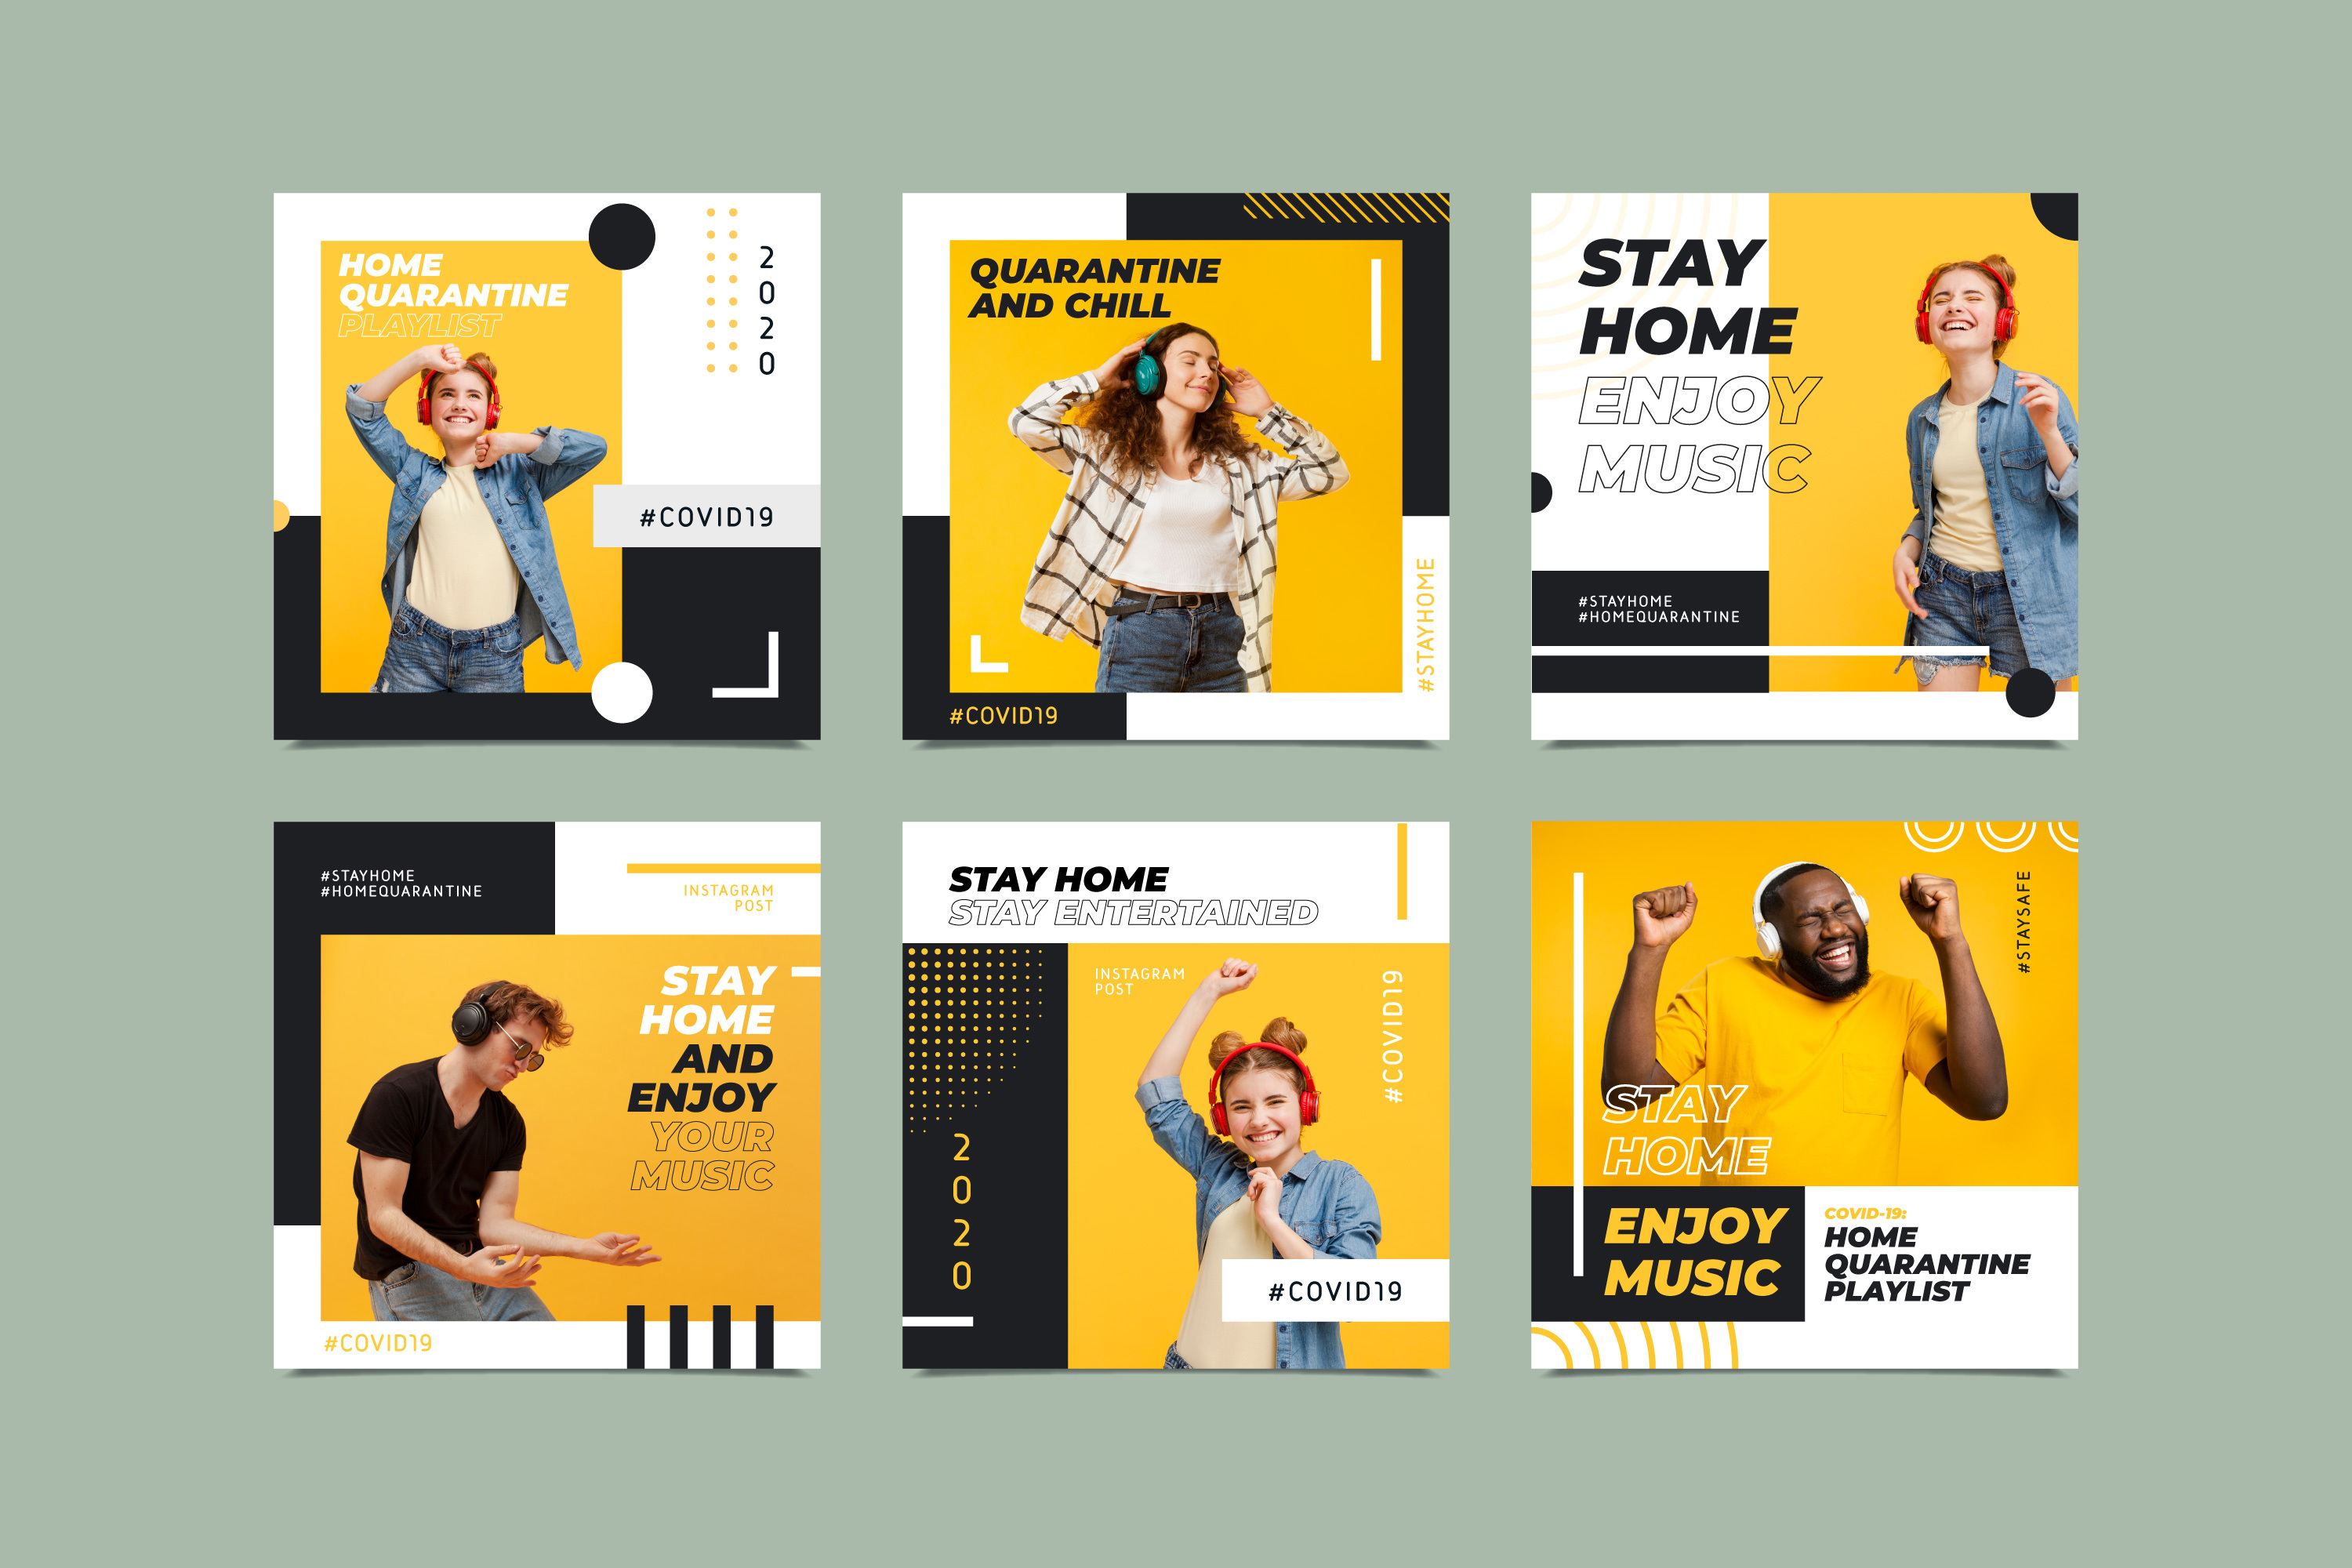 HOME
QUARANTINE
PLAYLIST
2
0
2
0
#COVID19
QUARANTINE
AND CHILL
#STAYHOME
#COVID19
STAY
HOME
ENJOY
MUSIC
#STAYHOME
#HOMEQUARANTINE
#STAYHOME
#HOMEQUARANTINE
INSTAGRAM
POST
STAY
HOME
AND
ENJOY
YOUR
MUSIC
#COVID19
STAY HOME
STAY ENTERTAINED
INSTAGRAM
POST
#COVID19
2
0
2
0
#COVID19
#STAYSAFE
STAY
HOME
ENJOY
MUSIC
COVID-19:
HOME
QUARANTINE
PLAYLIST